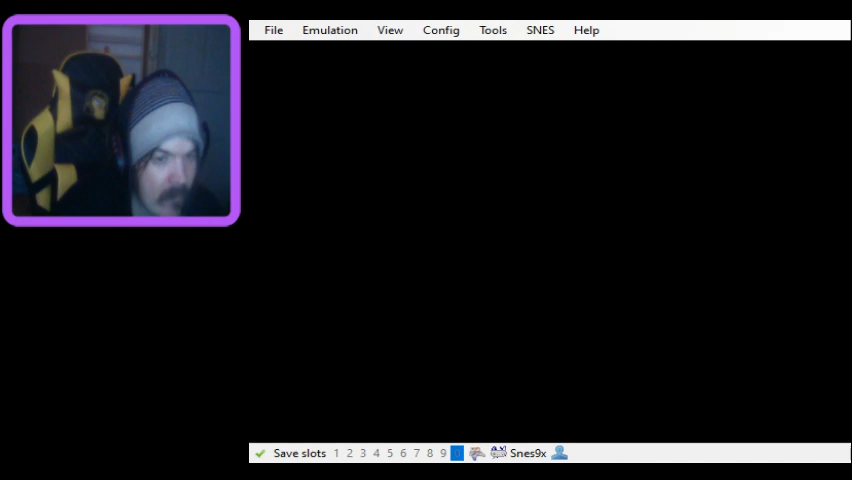 File Emulation View Config Tools SNES Help
Save slots 1 2 3 4 5 6 7 8 9 0 Snes9x